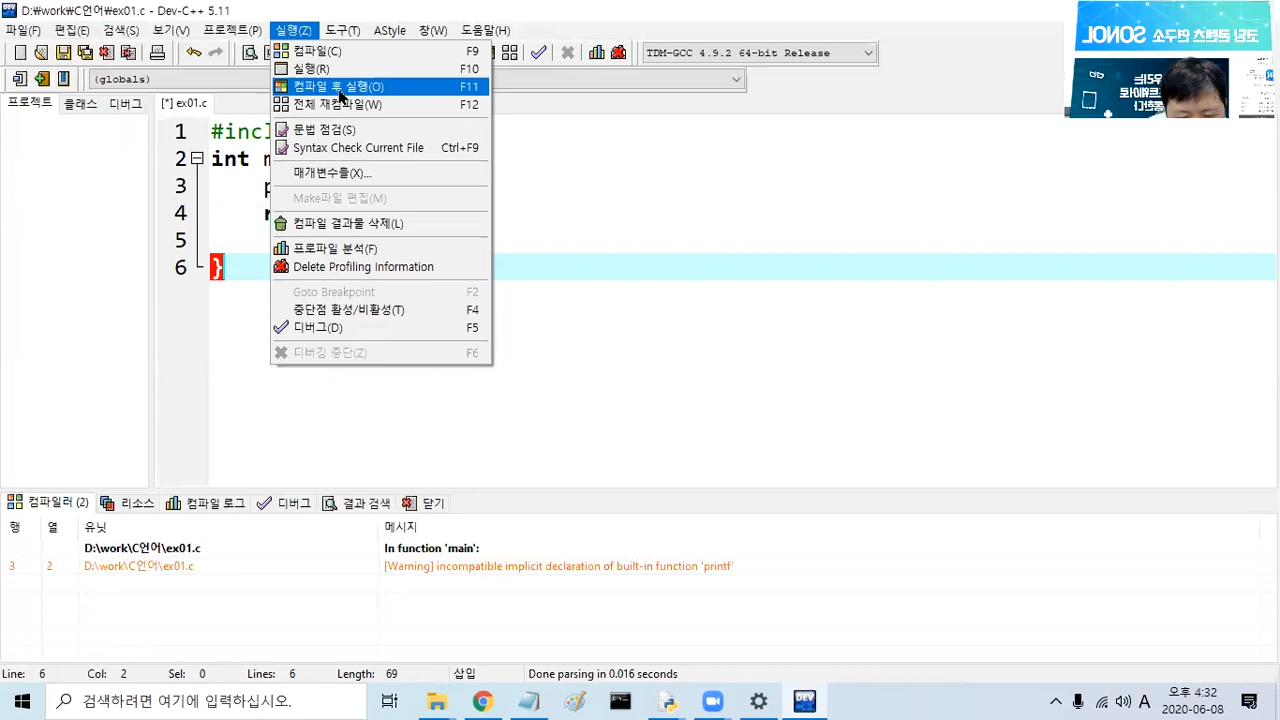 D:₩work₩C언어₩ex01.c - Dev-C++ 5.11
파일(F) 편집(E) 검색(S) 보기(V) 프로젝트(P) 실행(Z) 도구(T) AStyle 창(W) 도움말(H)
TDM-GCC 4.9.2 64-bit Release
(globals)
프로젝트 클래스 디버그 [*] ex01.c
컴파일(C) F9
실행(R) F10
컴파일 후 실행(O) F11
전체 재컴파일(W) F12
문법 점검(S)
Syntax Check Current File Ctrl+F9
매개변수들(X)...
Make파일 편집(M)
컴파일 결과물 삭제(L)
프로파일 분석(F)
Delete Profiling Information
Goto Breakpoint F2
중단점 활성/비활성(T) F4
디버그(D) F5
디버깅 중단(Z) F6
1 #incl
2 int m
3 p
4 r
5
6 }
코딩 콘텐츠 연구소 SONOL
컴파일러 (2) 리소스 컴파일 로그 디버그 결과 검색 닫기
행 열 유닛 메시지
D:\work\C언어\ex01.c In function 'main':
3 2 D:\work\C언어\ex01.c [Warning] incompatible implicit declaration of built-in function 'printf'
Line: 6 Col: 2 Sel: 0 Lines: 6 Length: 69 삽입 Done parsing in 0.016 seconds
검색하려면 여기에 입력하십시오.
DEV
A
오후 4:32
2020-06-08